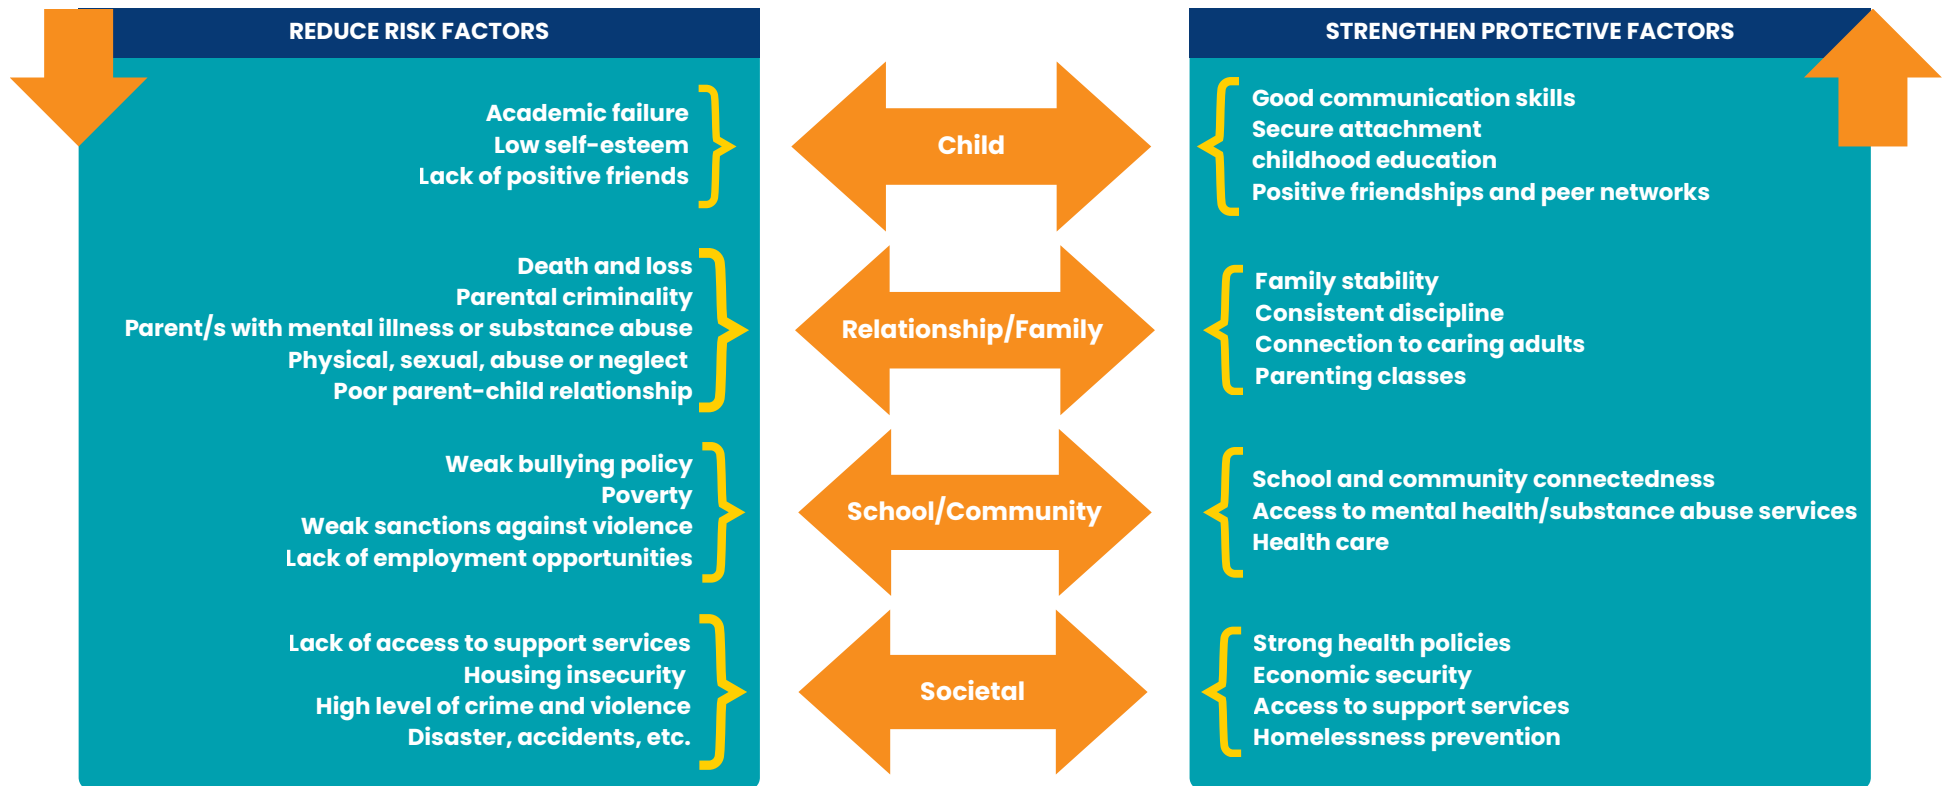 REDUCE RISK FACTORS
Academic failure
Low self-esteem
Lack of positive friends
Death and loss
Parental criminality
Parent/s with mental illness or substance abuse
Physical, sexual, abuse or neglect
Poor parent-child relationship
Weak bullying policy
Poverty
Weak sanctions against violence
Lack of employment opportunities
Lack of access to support services
Housing insecurity
High level of crime and violence
Disaster, accidents, etc.
Child
Relationship/Family
School/Community
Societal
STRENGTHEN PROTECTIVE FACTORS
Good communication skills
Secure attachment
childhood education
Positive friendships and peer networks
Family stability
Consistent discipline
Connection to caring adults
Parenting classes
School and community connectedness
Access to mental health/substance abuse services
Health care
Strong health policies
Economic security
Access to support services
Homelessness prevention